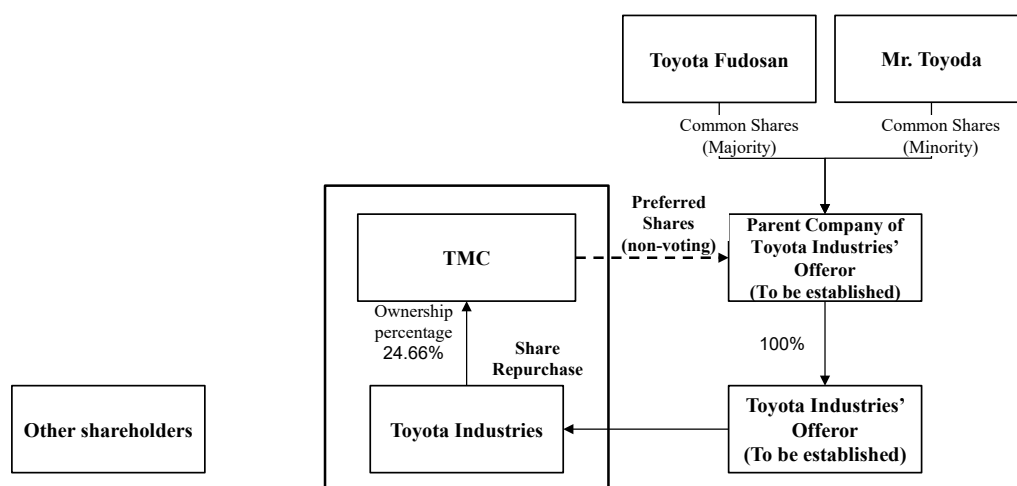 Toyota Fudosan
Mr. Toyoda
Common Shares
(Majority)
Common Shares
(Minority)
Preferred
Shares
(non-voting)
TMC
Parent Company of
Toyota Industries’
Offeror
(To be established)
Ownership
percentage
24.66%
Share
Repurchase
100%
Other shareholders
Toyota Industries
Toyota Industries’
Offeror
(To be established)